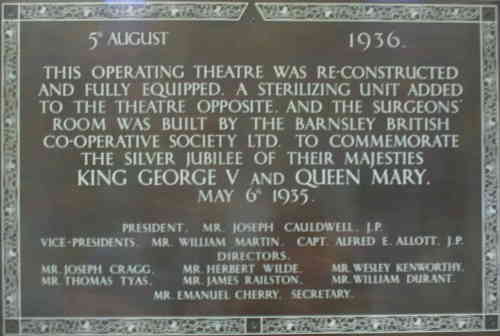 5th AUGUST 1936.
THIS OPERATING THEATRE WAS RE-CONSTRUCTED
AND FULLY EQUIPPED, A STERILIZING UNIT ADDED
TO THE THEATRE OPPOSITE, AND THE SURGEONS'
ROOM WAS BUILT BY THE BARNSLEY BRITISH
CO-OPERATIVE SOCIETY LTD. TO COMMEMORATE
THE SILVER JUBILEE OF THEIR MAJESTIES
KING GEORGE V AND QUEEN MARY.
MAY 6th 1935.
PRESIDENT, MR. JOSEPH CAULDWELL, J.P.
VICE-PRESIDENTS, MR. WILLIAM MARTIN, CAPT. ALFRED E. ALLOTT, J.P.
DIRECTORS.
MR. JOSEPH CRAGG, MR. HERBERT WILDE, MR. WESLEY KENWORTHY,
MR. THOMAS TYAS, MR. JAMES RAILSTON, MR. WILLIAM DURANT.
MR. EMANUEL CHERRY, SECRETARY.